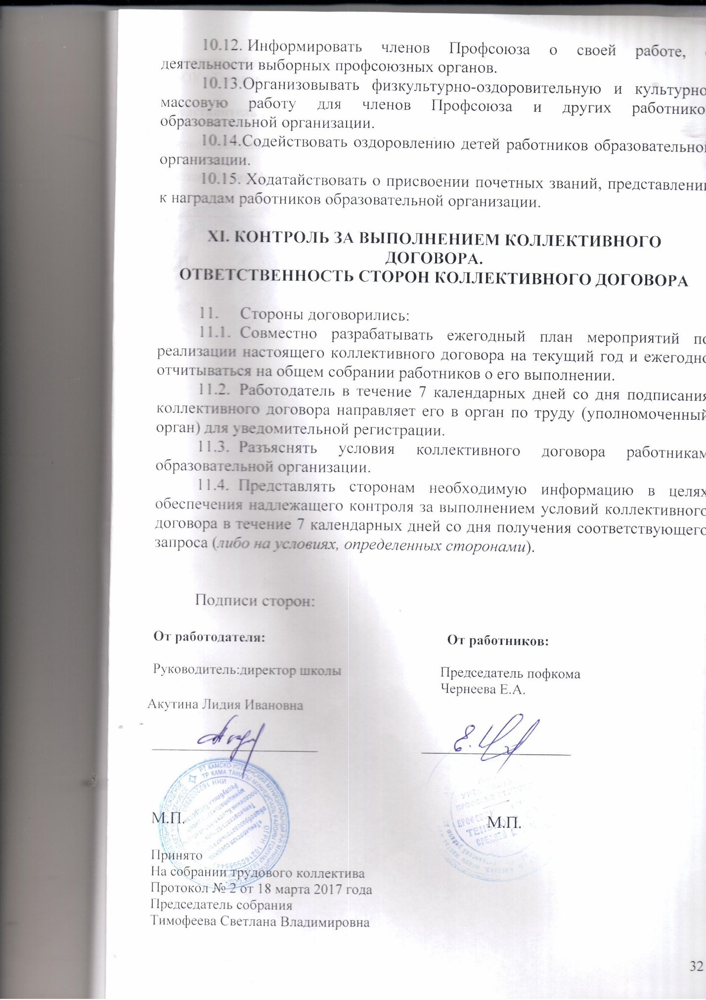 10.12. Информировать членов Профсоюза о своей работе,
деятельности выборных профсоюзных органов.
10.13.Организовывать физкультурно-оздоровительную и культурно
массовую работу для членов Профсоюза и других работнико
образовательной организации.
10.14.Содействовать оздоровлению детей работников образовательно
организации.
10.15. Ходатайствовать о присвоении почетных званий, представлени
к наградам работников образовательной организации.
XI. КОНТРОЛЬ ЗА ВЫПОЛНЕНИЕМ КОЛЛЕКТИВНОГО
ДОГОВОРА.
ОТВЕТСТВЕННОСТЬ СТОРОН КОЛЛЕКТИВНОГО ДОГОВОРА
11. Стороны договорились:
11.1. Совместно разрабатывать ежегодный план мероприятий по
реализации настоящего коллективного договора на текущий год и ежегодно
отчитываться на общем собрании работников о его выполнении.
11.2. Работодатель в течение 7 календарных дней со дня подписания
коллективного договора направляет его в орган по труду (уполномоченный
орган) для уведомительной регистрации.
11.3. Разъяснять условия коллективного договора работникам
образовательной организации.
11.4. Представлять сторонам необходимую информацию в целях
обеспечения надлежащего контроля за выполнением условий коллективного
договора в течение 7 календарных дней со дня получения соответствующего
запроса (либо на условиях, определенных сторонами).
Подписи сторон:
От работодателя:
От работников:
Руководитель:директор школы
Председатель пофкома
Чернеева Е.А.
Акутина Лидия Ивановна
М.П.
М.П.
Принято
На собрании трудового коллектива
Протокол № 2 от 18 марта 2017 года
Председатель собрания
Тимофеева Светлана Владимировна
32